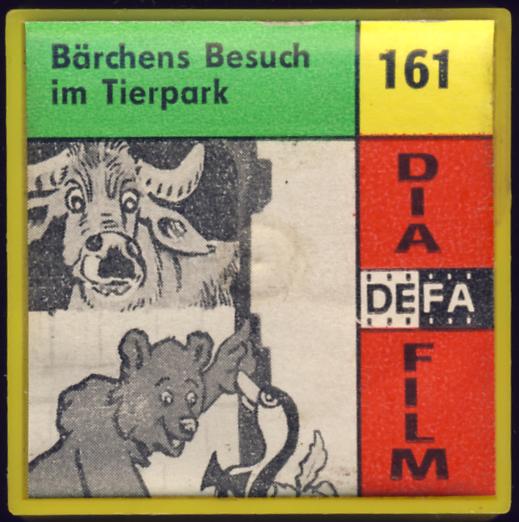 Bärchens Besuch
im Tierpark
161
DIA
DEFA
FILM